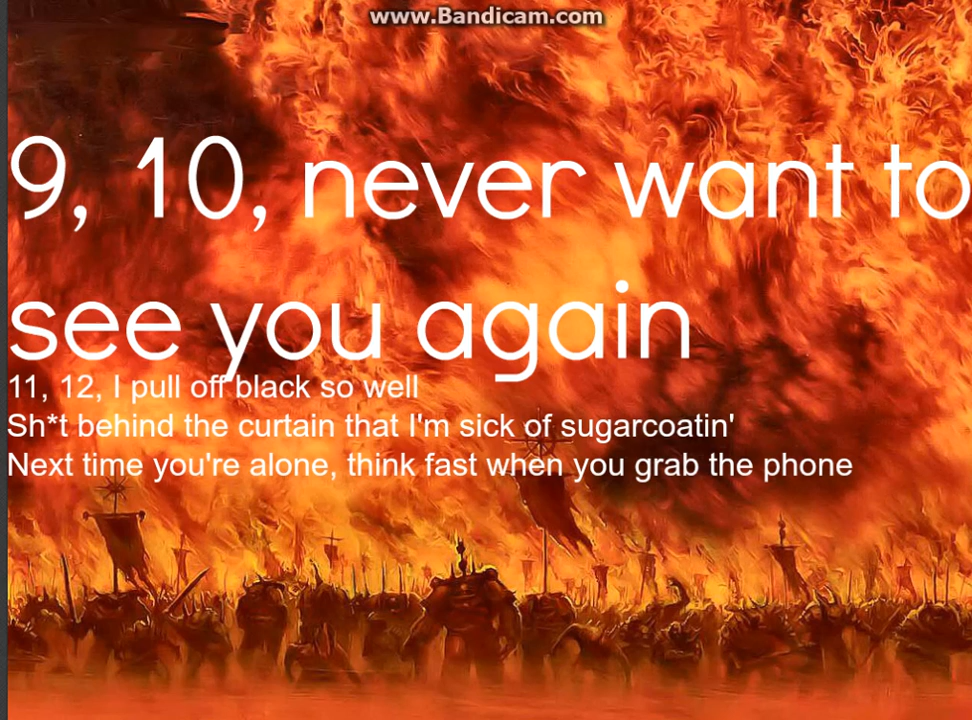 www.Bandicam.com
9, 10, never want to
see you again
11, 12, I pull off black so well
Sh*t behind the curtain that I'm sick of sugarcoatin'
Next time you're alone, think fast when you grab the phone